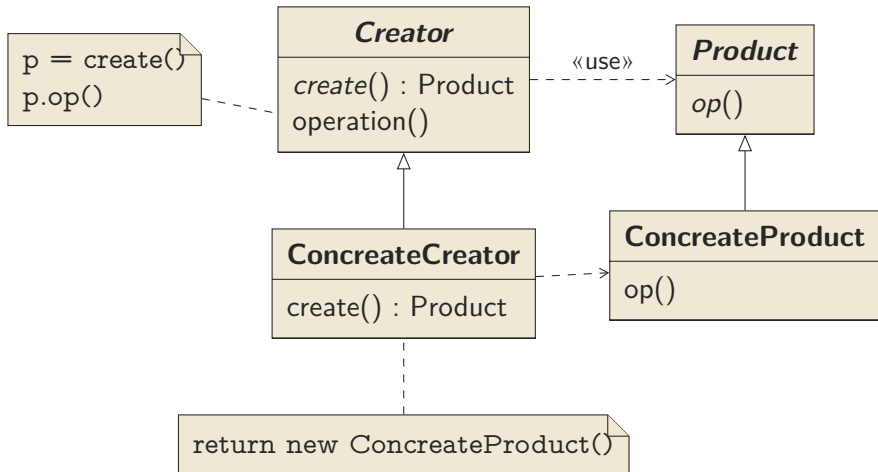 Creator
create() : Product
operation()
p = create()
p.op()
«use»
Product
op()
ConcreateCreator
create() : Product
ConcreateProduct
op()
return new ConcreateProduct()